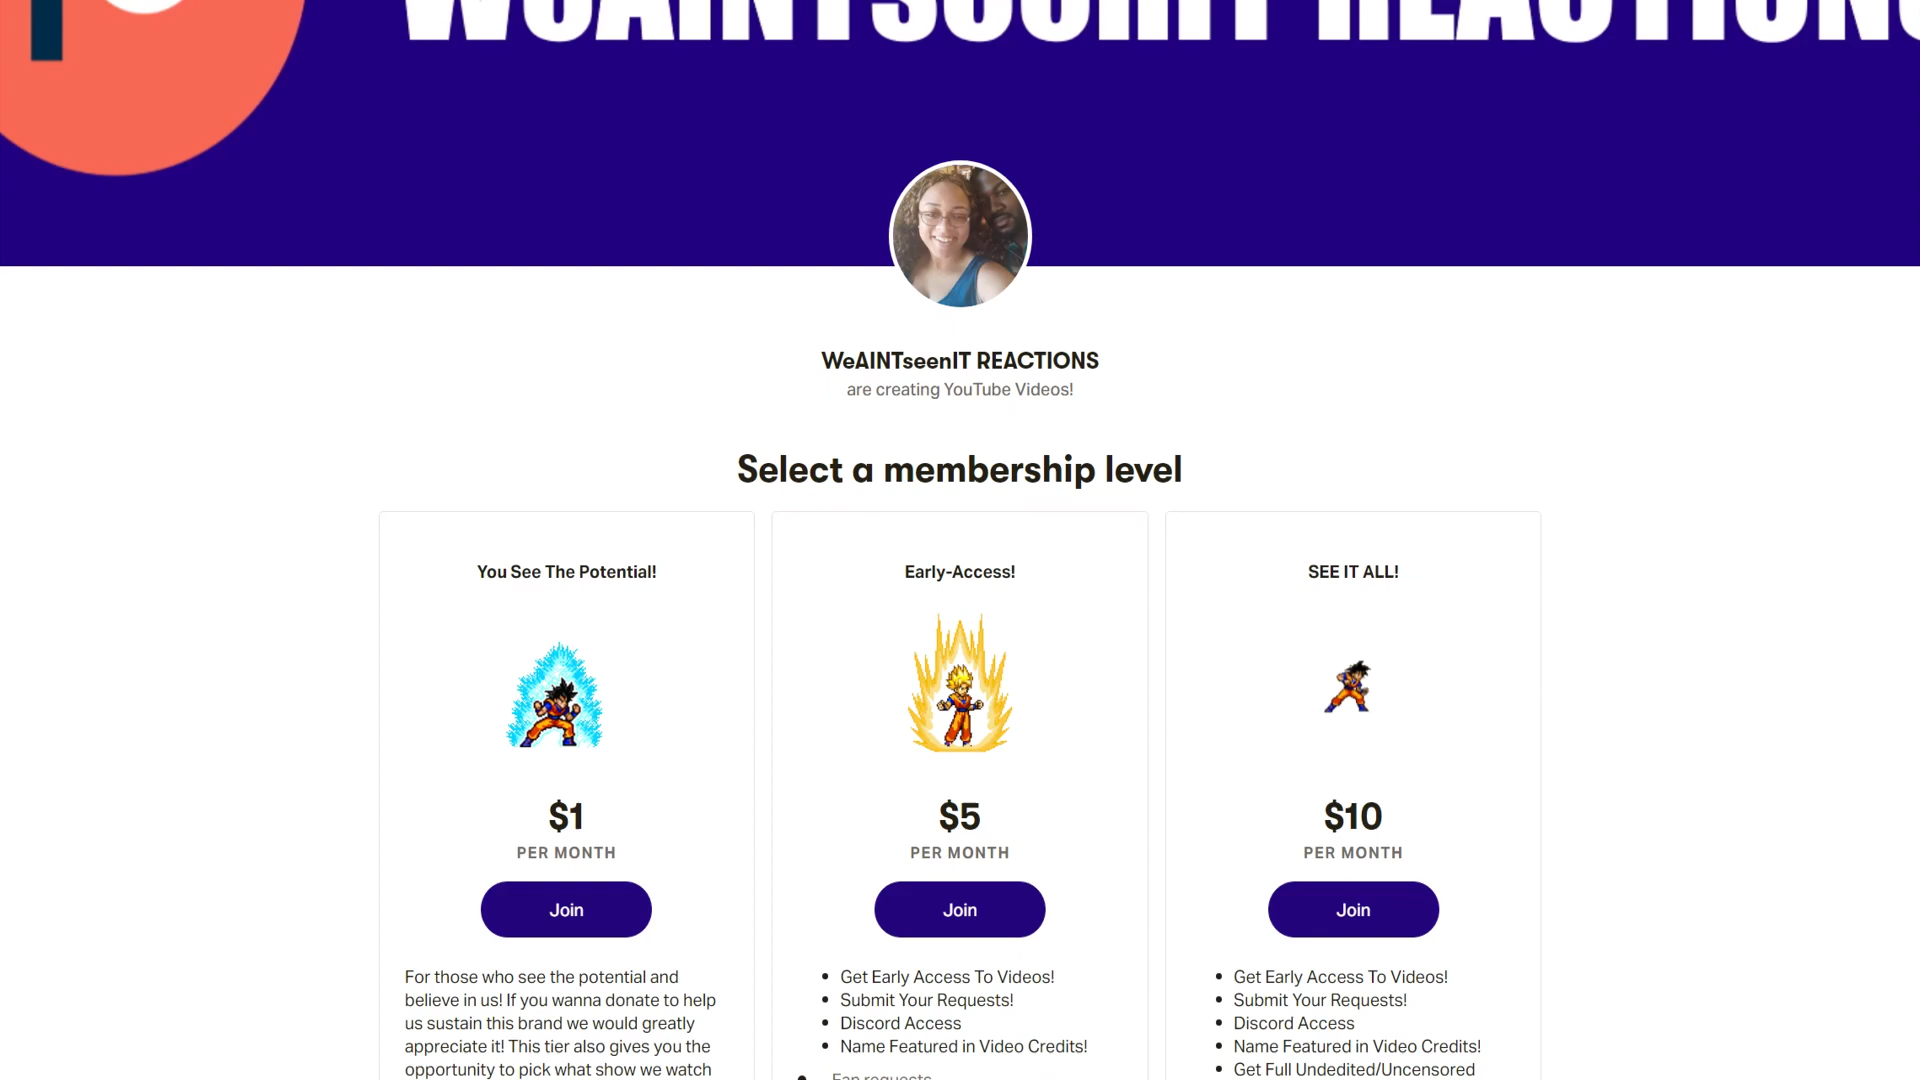 WeAINTseenIT REACTIONS
WeAINTseenIT REACTIONS
are creating YouTube Videos!
Select a membership level
You See The Potential!
$1
PER MONTH
Join
For those who see the potential and
believe in us! If you wanna donate to help
us sustain this brand we would greatly
appreciate it! This tier also gives you the
opportunity to pick what show we watch
Early-Access!
$5
PER MONTH
Join
Get Early Access To Videos!
Submit Your Requests!
Discord Access
Name Featured in Video Credits!
Fan requests
SEE IT ALL!
$10
PER MONTH
Join
Get Early Access To Videos!
Submit Your Requests!
Discord Access
Name Featured in Video Credits!
Get Full Undedited/Uncensored